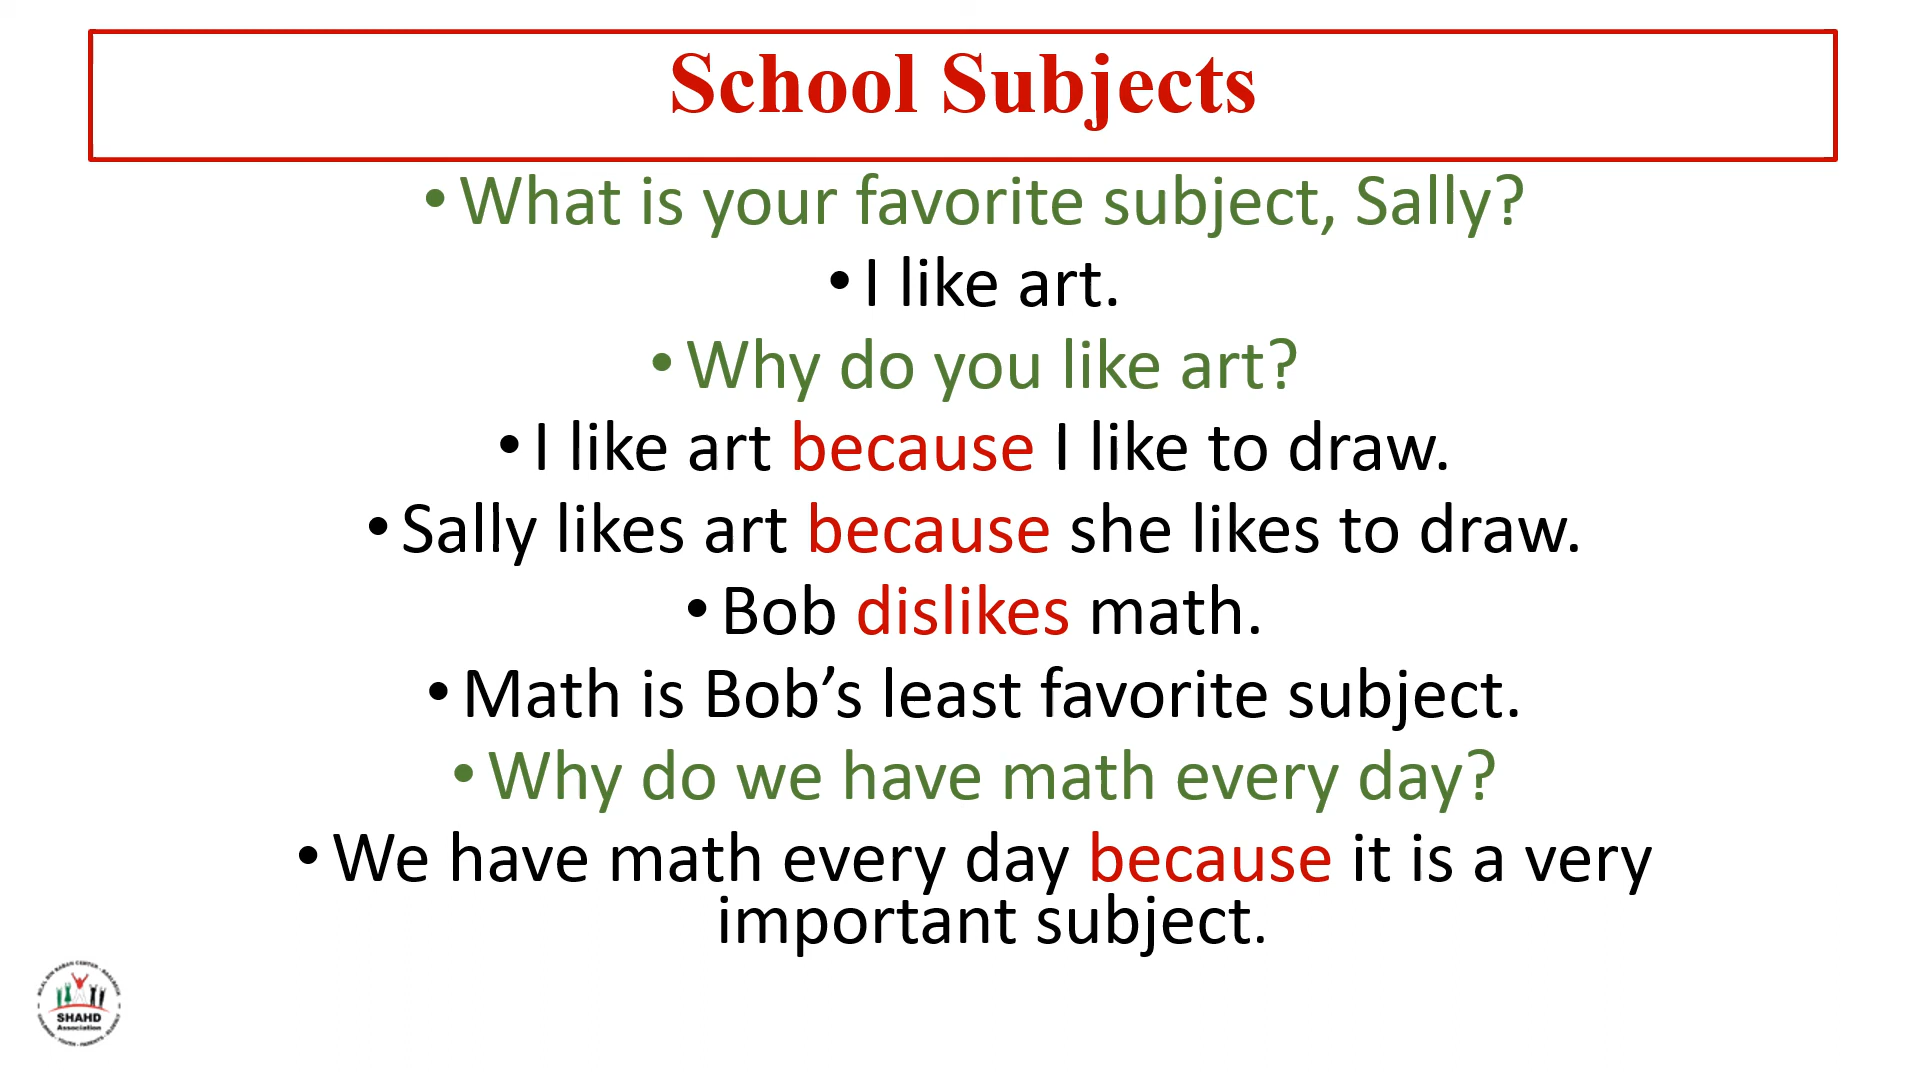 School Subjects
• What is your favorite subject, Sally?
• I like art.
• Why do you like art?
• I like art because I like to draw.
• Sally likes art because she likes to draw.
• Bob dislikes math.
• Math is Bob’s least favorite subject.
• Why do we have math every day?
• We have math every day because it is a very
important subject.
SHAHD
Association